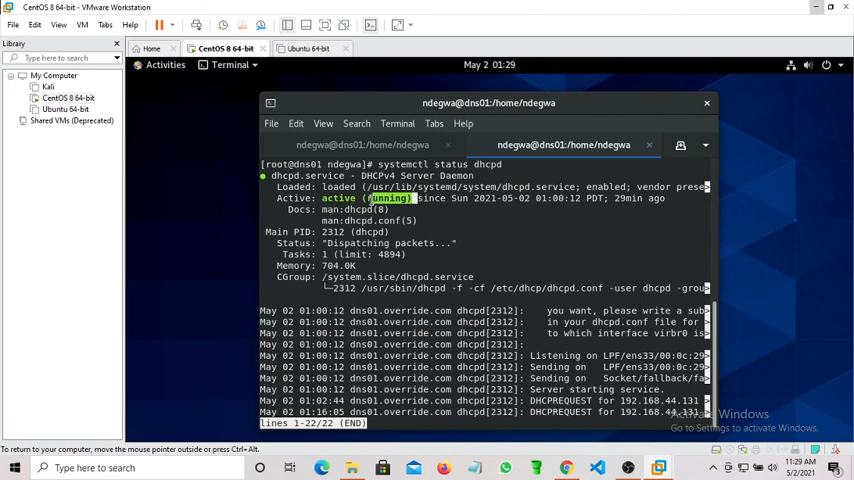 CentOS 8 64-bit - VMware Workstation
File Edit View VM Tabs Help
Library
Type here to search
My Computer
Kali
CentOS 8 64-bit
Ubuntu 64-bit
Shared VMs (Deprecated)
Home CentOS 8 64-bit Ubuntu 64-bit
Activities Terminal May 2 01:29
ndegwa@dns01:/home/ndegwa
File Edit View Search Terminal Tabs Help
ndegwa@dns01:/home/ndegwa ndegwa@dns01:/home/ndegwa
[root@dns01 ndegwa]# systemctl status dhcpd
● dhcpd.service - DHCPv4 Server Daemon
Loaded: loaded (/usr/lib/systemd/system/dhcpd.service; enabled; vendor prese>
Active: active (running) since Sun 2021-05-02 01:00:12 PDT; 29min ago
Docs: man:dhcpd(8)
man:dhcpd.conf(5)
Main PID: 2312 (dhcpd)
Status: "Dispatching packets..."
Tasks: 1 (limit: 4894)
Memory: 704.0K
CGroup: /system.slice/dhcpd.service
└─2312 /usr/sbin/dhcpd -f -cf /etc/dhcp/dhcpd.conf -user dhcpd -grou>
May 02 01:00:12 dns01.override.com dhcpd[2312]: you want, please write a sub>
May 02 01:00:12 dns01.override.com dhcpd[2312]: in your dhcpd.conf file for >
May 02 01:00:12 dns01.override.com dhcpd[2312]: to which interface virbr0 is>
May 02 01:00:12 dns01.override.com dhcpd[2312]: >
May 02 01:00:12 dns01.override.com dhcpd[2312]: Listening on LPF/ens33/00:0c:29>
May 02 01:00:12 dns01.override.com dhcpd[2312]: Sending on LPF/ens33/00:0c:29>
May 02 01:00:12 dns01.override.com dhcpd[2312]: Sending on Socket/fallback/fa>
May 02 01:00:12 dns01.override.com dhcpd[2312]: Server starting service.
May 02 01:02:44 dns01.override.com dhcpd[2312]: DHCPREQUEST for 192.168.44.131 >
May 02 01:16:05 dns01.override.com dhcpd[2312]: DHCPREQUEST for 192.168.44.131 >
lines 1-22/22 (END)
Activate Windows
Go to Settings to activate Windows.
To return to your computer, move the mouse pointer outside or press Ctrl+Alt.
Type here to search
11:29 AM
5/2/2021